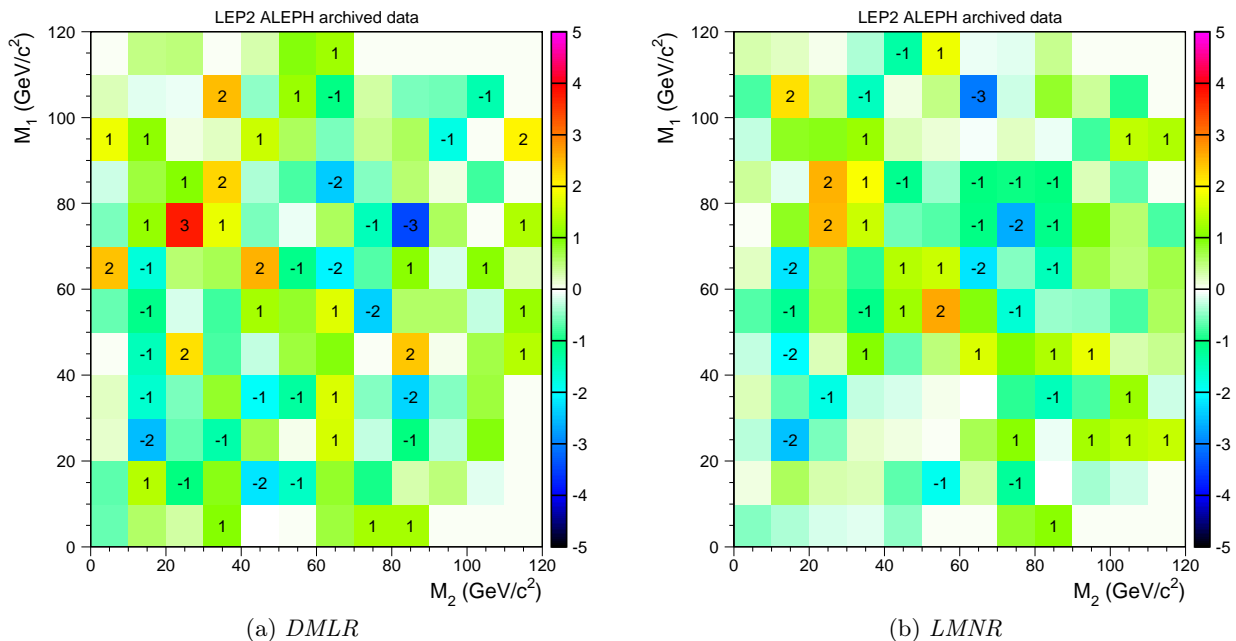 LEP2 ALEPH archived data
M₁ (GeV/c²)
120
100
80
60
40
20
0
1
2 1 -1 -1
1 1 1 -1 2
1 2 -2
1 3 1 -1 -3 1
2 -1 2 -1 -2 1 1
-1 1 1 -2 1
-1 2 2 1
-1 -1 -1 1 -2
-2 -1 1 -1
1 -1 -2 -1
1 1 1
0 20 40 60 80 100 120
M₂ (GeV/c²)
5
4
3
2
1
0
-1
-2
-3
-4
-5
(a) DMLR
LEP2 ALEPH archived data
M₁ (GeV/c²)
120
100
80
60
40
20
0
-1 1
2 -1 -3
1 1 1
2 1 -1 -1 -1 -1
2 1 -1 -2 -1
-2 1 1 -2 -1
-1 -1 1 2 -1
-2 1 1 1 1
-1 -1 1
-2 1 1 1 1
-1 -1
1
0 20 40 60 80 100 120
M₂ (GeV/c²)
5
4
3
2
1
0
-1
-2
-3
-4
-5
(b) LMNR